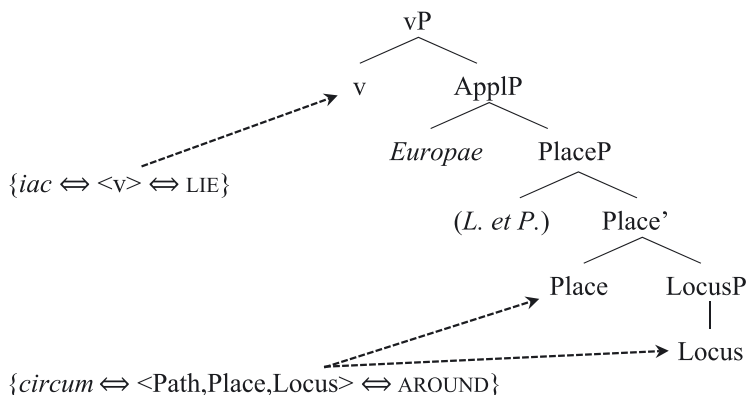 vP
v ApplP
Europae PlaceP
{iac ⇔ <v> ⇔ LIE}
(L. et P.) Place’
Place LocusP
Locus
{circum ⇔ <Path,Place,Locus> ⇔ AROUND}